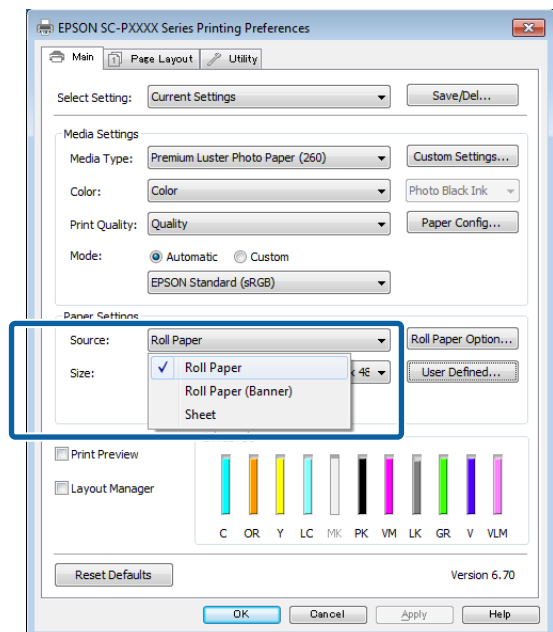 EPSON SC-PXXXX Series Printing Preferences
Main Page Layout Utility
Select Setting: Current Settings Save/Del...
Media Settings
Media Type: Premium Luster Photo Paper (260) Custom Settings...
Color: Color Photo Black Ink
Print Quality: Quality Paper Config...
Mode: Automatic Custom
EPSON Standard (sRGB)
Paper Settings
Source: Roll Paper Roll Paper Option...
Roll Paper
Size: x 48 User Defined...
Roll Paper (Banner)
Sheet
Print Preview
Layout Manager
C OR Y LC MK PK VM LK GR V VLM
Reset Defaults Version 6.70
OK Cancel Apply Help